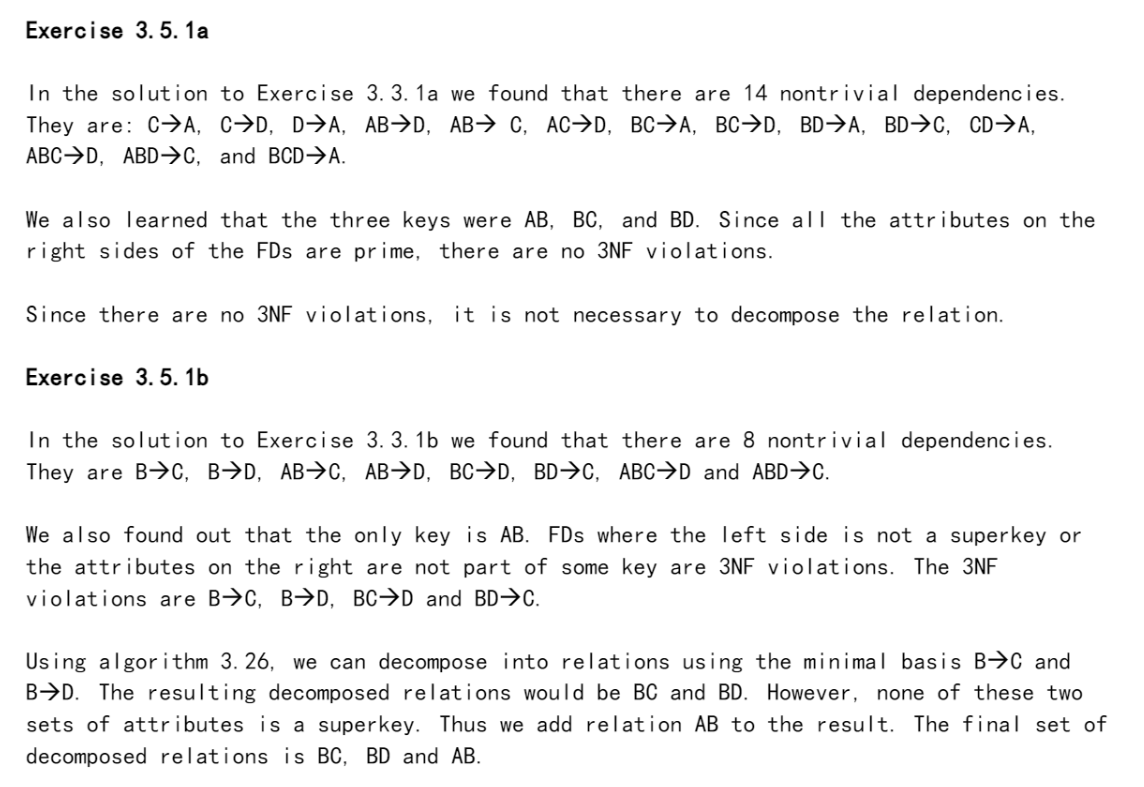 Exercise 3.5.1a
In the solution to Exercise 3.3.1a we found that there are 14 nontrivial dependencies.
They are: C→A, C→D, D→A, AB→D, AB→ C, AC→D, BC→A, BC→D, BD→A, BD→C, CD→A,
ABC→D, ABD→C, and BCD→A.
We also learned that the three keys were AB, BC, and BD. Since all the attributes on the
right sides of the FDs are prime, there are no 3NF violations.
Since there are no 3NF violations, it is not necessary to decompose the relation.
Exercise 3.5.1b
In the solution to Exercise 3.3.1b we found that there are 8 nontrivial dependencies.
They are B→C, B→D, AB→C, AB→D, BC→D, BD→C, ABC→D and ABD→C.
We also found out that the only key is AB. FDs where the left side is not a superkey or
the attributes on the right are not part of some key are 3NF violations. The 3NF
violations are B→C, B→D, BC→D and BD→C.
Using algorithm 3.26, we can decompose into relations using the minimal basis B→C and
B→D. The resulting decomposed relations would be BC and BD. However, none of these two
sets of attributes is a superkey. Thus we add relation AB to the result. The final set of
decomposed relations is BC, BD and AB.